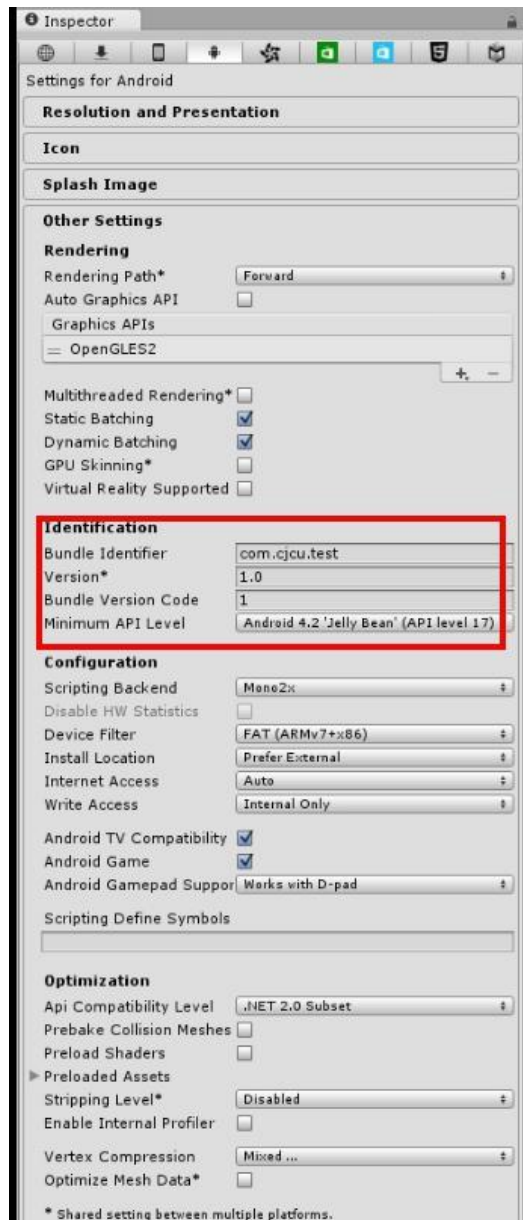 Inspector
Settings for Android
Resolution and Presentation
Icon
Splash Image
Other Settings
Rendering
Rendering Path* Forward
Auto Graphics API
Graphics APIs
= OpenGLES2
+ -
Multithreaded Rendering*
Static Batching
Dynamic Batching
GPU Skinning*
Virtual Reality Supported
Identification
Bundle Identifier com.cjcu.test
Version* 1.0
Bundle Version Code 1
Minimum API Level Android 4.2 'Jelly Bean' (API level 17)
Configuration
Scripting Backend Mono2x
Disable HW Statistics
Device Filter FAT (ARMv7+x86)
Install Location Prefer External
Internet Access Auto
Write Access Internal Only
Android TV Compatibility
Android Game
Android Gamepad Suppor Works with D-pad
Scripting Define Symbols
Optimization
Api Compatibility Level .NET 2.0 Subset
Prebake Collision Meshes
Preload Shaders
Preloaded Assets
Stripping Level* Disabled
Enable Internal Profiler
Vertex Compression Mixed ...
Optimize Mesh Data*
* Shared setting between multiple platforms.